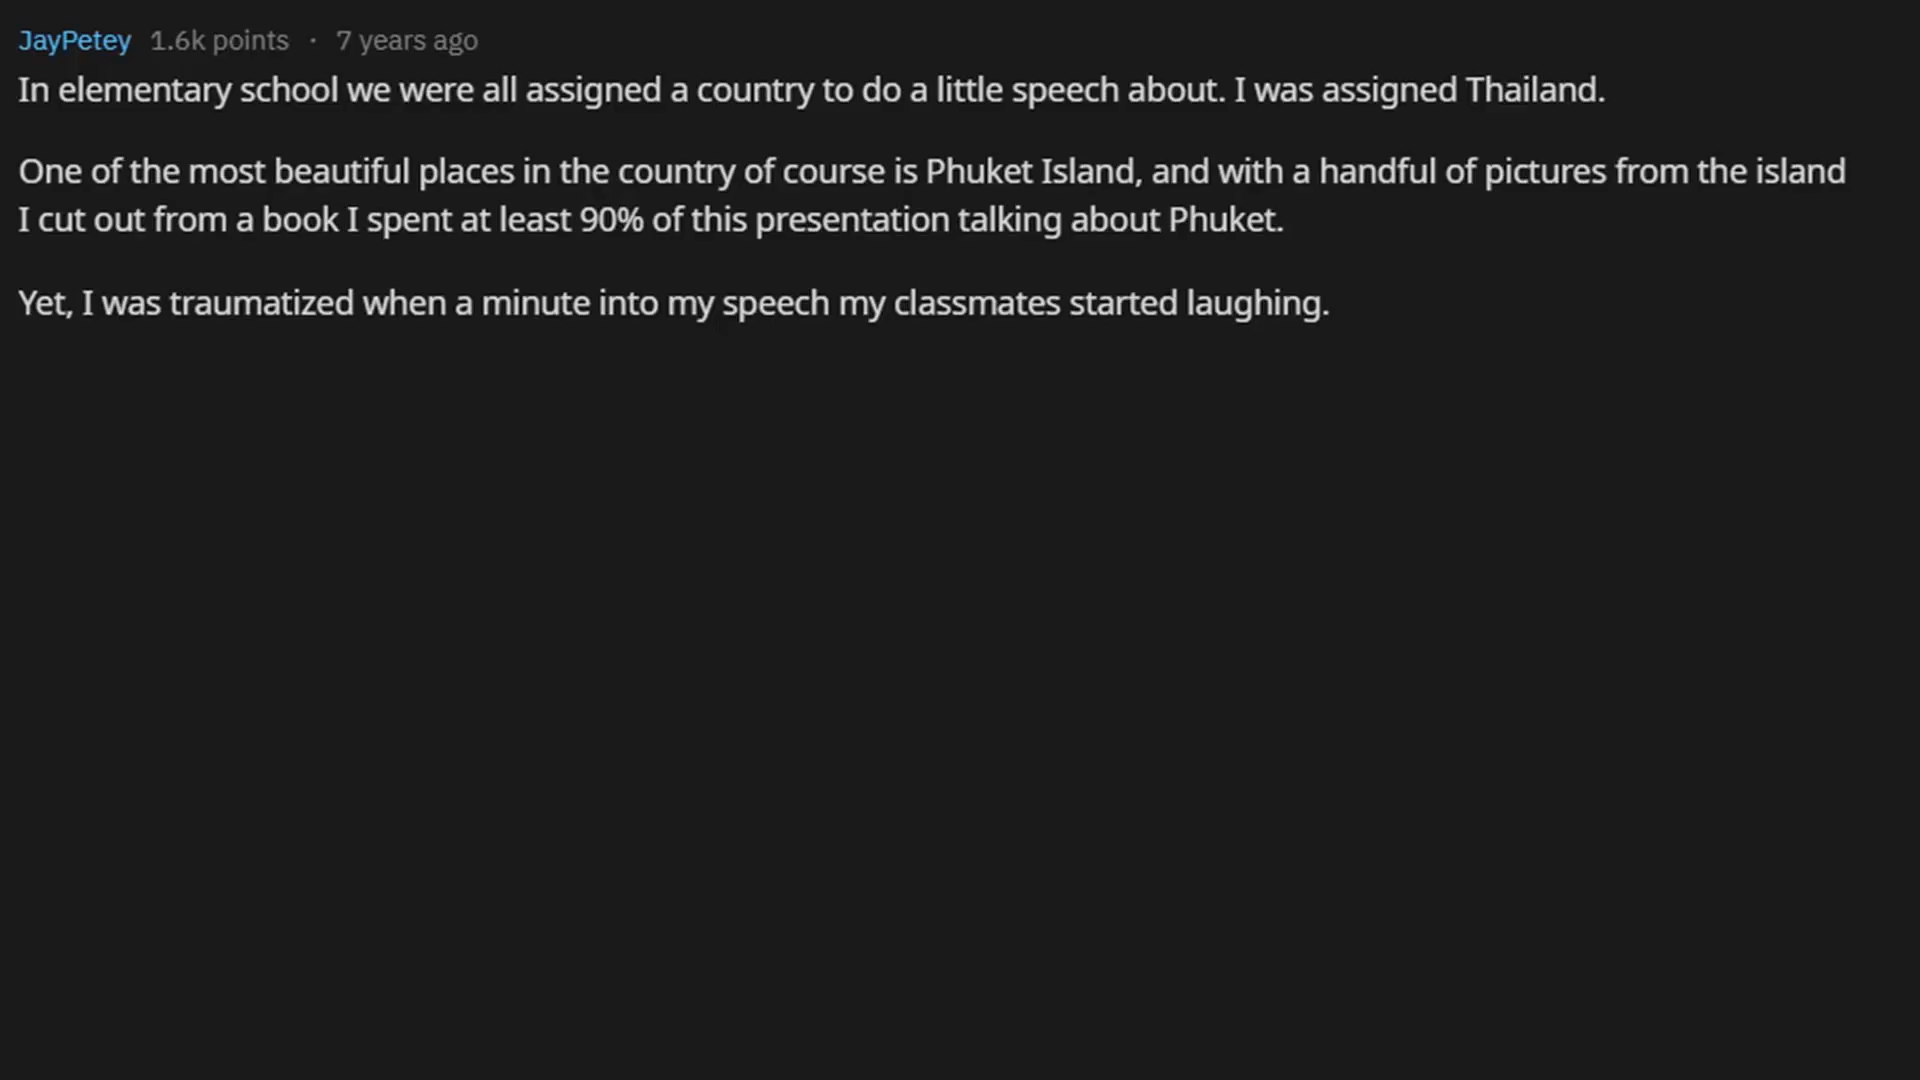 JayPetey 1.6k points · 7 years ago
In elementary school we were all assigned a country to do a little speech about. I was assigned Thailand.
One of the most beautiful places in the country of course is Phuket Island, and with a handful of pictures from the island
I cut out from a book I spent at least 90% of this presentation talking about Phuket.
Yet, I was traumatized when a minute into my speech my classmates started laughing.